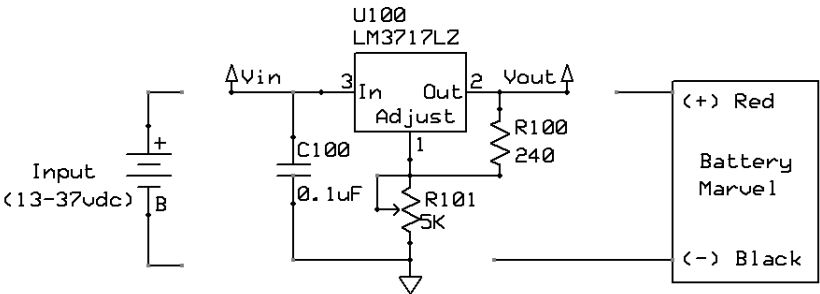 U100
LM3717LZ
Vin
3
In
Out
2
Vout
Adjust
1
C100
0.1uF
R100
240
R101
5K
Input
(13-37vdc)
+
B
(+) Red
Battery
Marvel
(-) Black